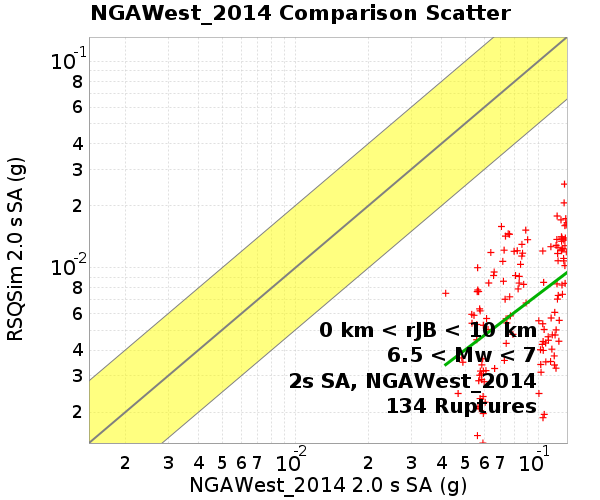 NGAWest_2014 Comparison Scatter
RSQSim 2.0 s SA (g)
10-1
8
6
4
3
2
10-2
8
6
4
3
2
0 km < rJB < 10 km
6.5 < Mw < 7
2s SA, NGAWest_2014
134 Ruptures
2 3 4 5 6 7 10-2 2 3 4 5 6 7 10-1
NGAWest_2014 2.0 s SA (g)